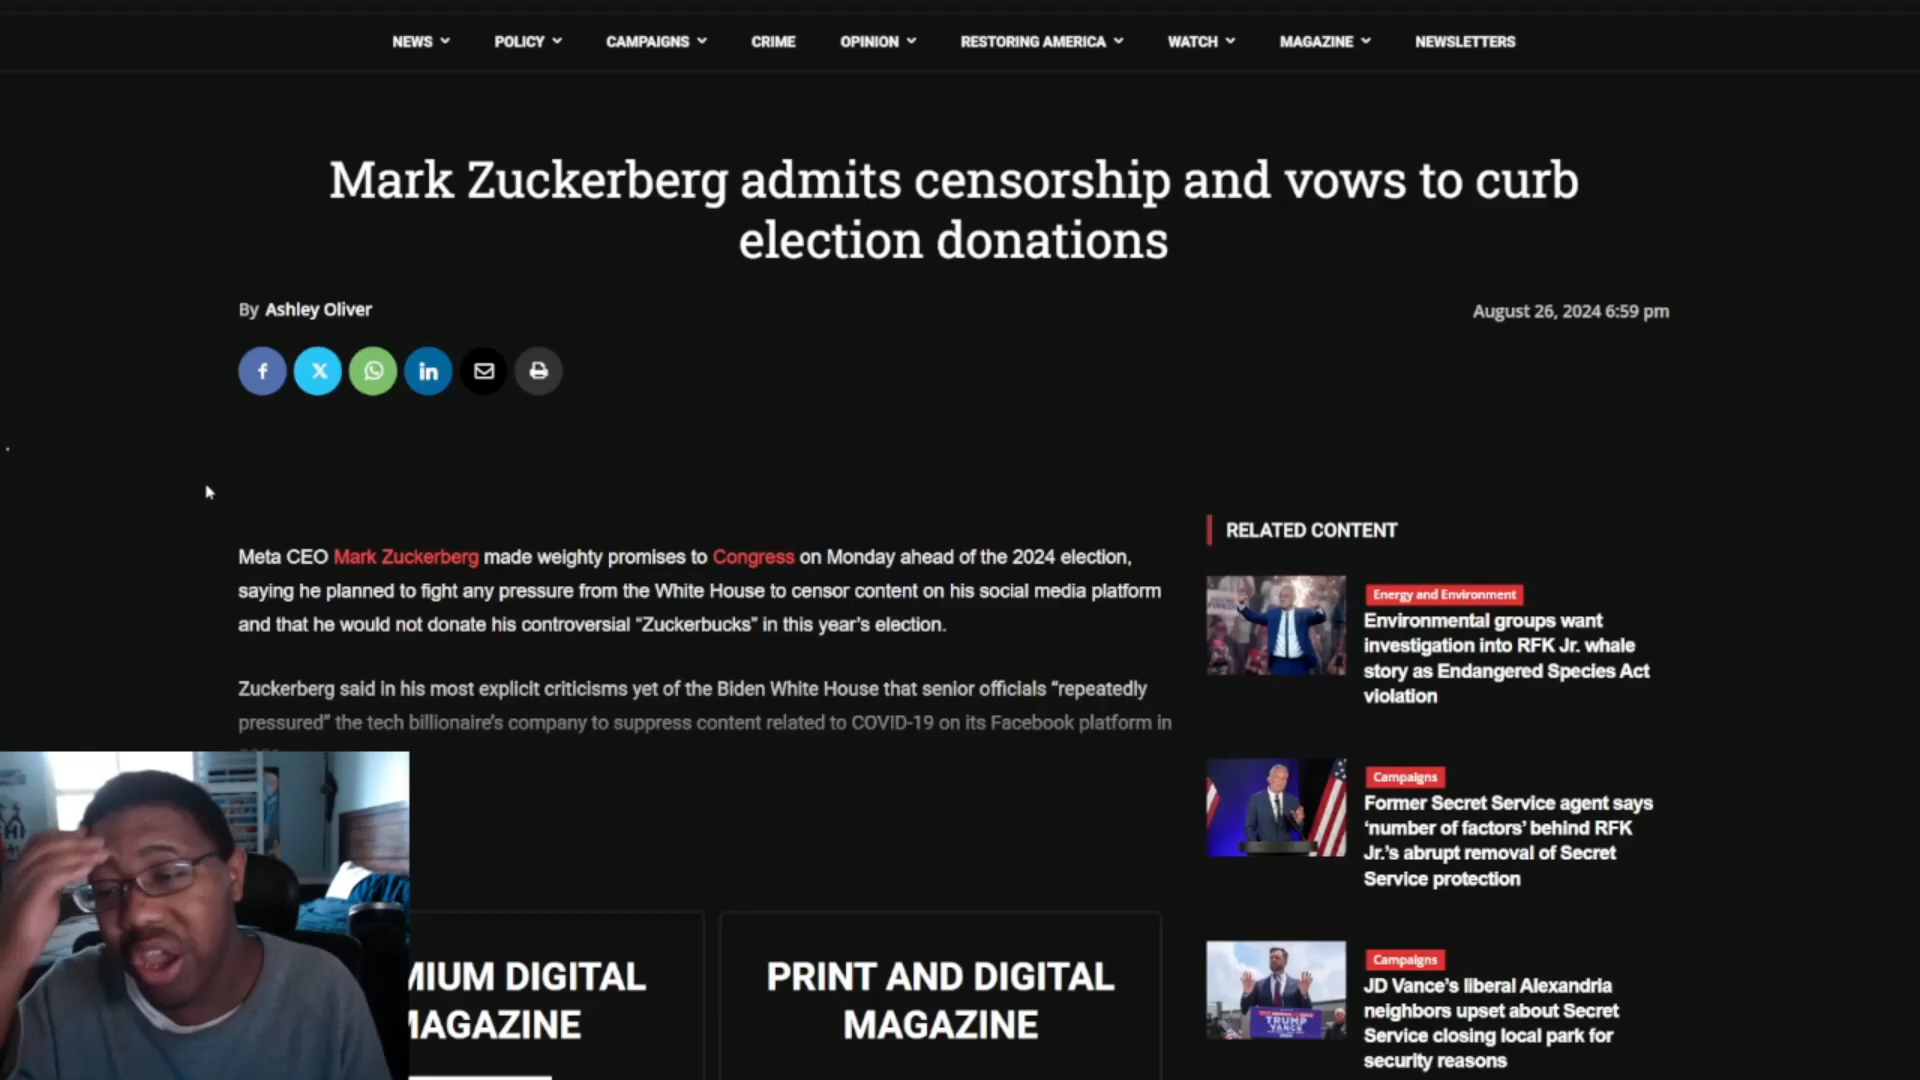 NEWS POLICY CAMPAIGNS CRIME OPINION RESTORING AMERICA WATCH MAGAZINE NEWSLETTERS
Mark Zuckerberg admits censorship and vows to curb
election donations
By Ashley Oliver
August 26, 2024 6:59 pm
Meta CEO Mark Zuckerberg made weighty promises to Congress on Monday ahead of the 2024 election,
saying he planned to fight any pressure from the White House to censor content on his social media platform
and that he would not donate his controversial “Zuckerbucks” in this year’s election.
Zuckerberg said in his most explicit criticisms yet of the Biden White House that senior officials “repeatedly
pressured” the tech billionaire’s company to suppress content related to COVID-19 on its Facebook platform in
MIUM DIGITAL
MAGAZINE
PRINT AND DIGITAL
MAGAZINE
RELATED CONTENT
Energy and Environment
Environmental groups want
investigation into RFK Jr. whale
story as Endangered Species Act
violation
Campaigns
Former Secret Service agent says
‘number of factors’ behind RFK
Jr.’s abrupt removal of Secret
Service protection
TRUMP
VANCE
Campaigns
JD Vance’s liberal Alexandria
neighbors upset about Secret
Service closing local park for
security reasons